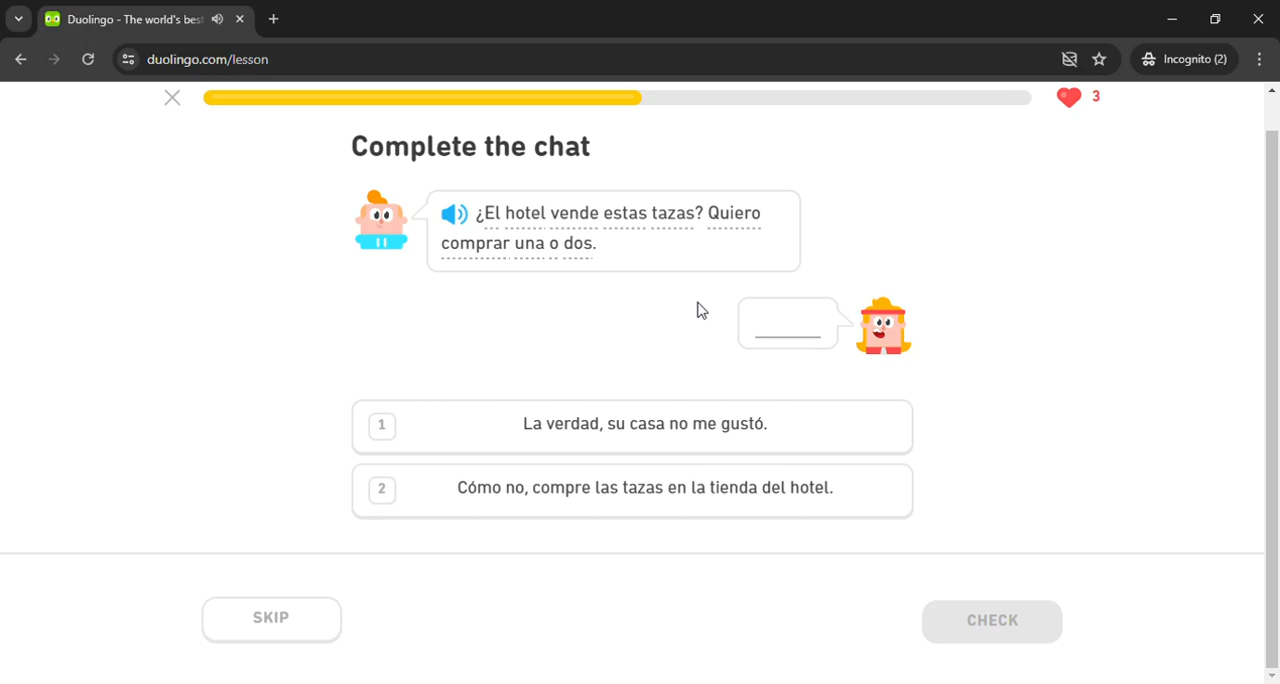 Duolingo - The world's bes
duolingo.com/lesson
Incognito (2)
3
Complete the chat
¿El hotel vende estas tazas? Quiero
comprar una o dos.
1 La verdad, su casa no me gustó.
2 Cómo no, compre las tazas en la tienda del hotel.
SKIP
CHECK